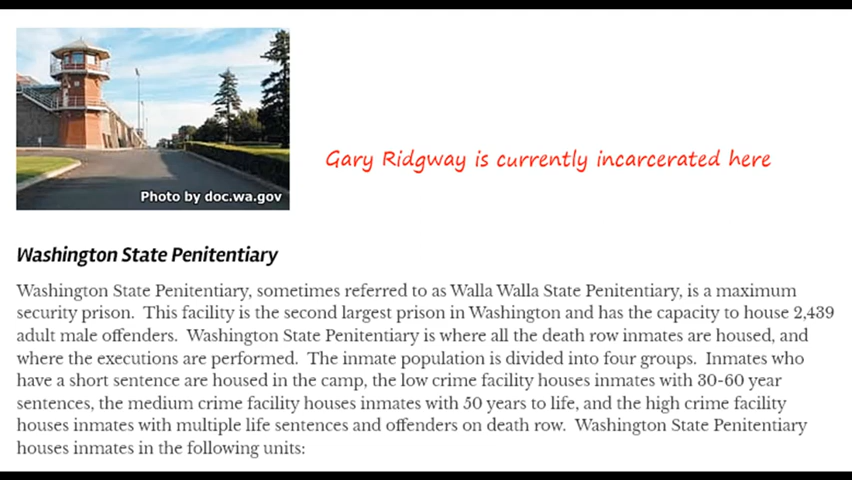 Photo by doc.wa.gov
Gary Ridgway is currently incarcerated here
Washington State Penitentiary
Washington State Penitentiary, sometimes referred to as Walla Walla State Penitentiary, is a maximum
security prison.  This facility is the second largest prison in Washington and has the capacity to house 2,439
adult male offenders.  Washington State Penitentiary is where all the death row inmates are housed, and
where the executions are performed.  The inmate population is divided into four groups.  Inmates who
have a short sentence are housed in the camp, the low crime facility houses inmates with 30-60 year
sentences, the medium crime facility houses inmates with 50 years to life, and the high crime facility
houses inmates with multiple life sentences and offenders on death row.  Washington State Penitentiary
houses inmates in the following units: